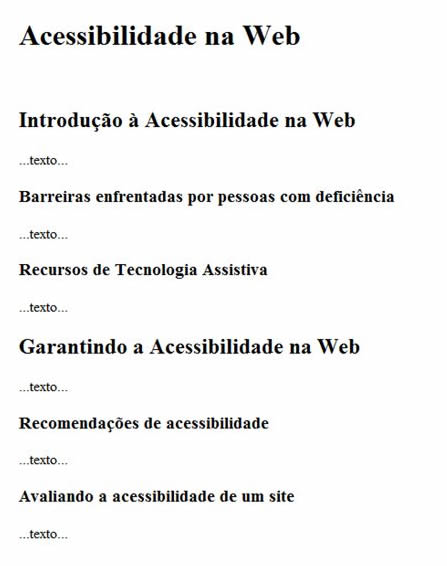 Acessibilidade na Web
Introdução à Acessibilidade na Web
...texto...
Barreiras enfrentadas por pessoas com deficiência
...texto...
Recursos de Tecnologia Assistiva
...texto...
Garantindo a Acessibilidade na Web
...texto...
Recomendações de acessibilidade
...texto...
Avaliando a acessibilidade de um site
...texto...